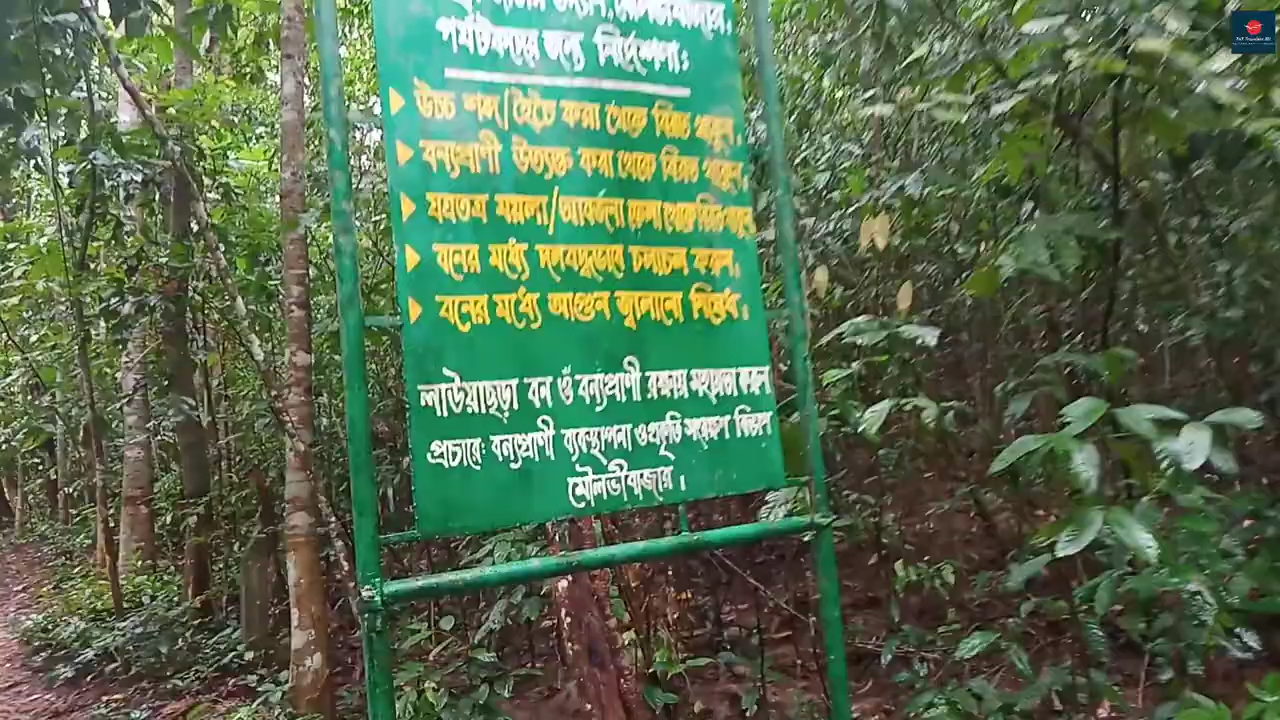 জাতীয় উদ্যান, মৌলভীবাজার।
পর্যটকদের জন্য নির্দেশনা:
উচ্চ শব্দ/হৈচৈ করা থেকে বিরত থাকুন,
বন্যপ্রাণী উত্যক্ত করা থেকে বিরত থাকুন,
যত্রতত্র ময়লা/আবর্জনা ফেলা থেকে বিরত থাকুন
বনের মধ্যে দলবদ্ধভাবে চলাচল করুন,
বনের মধ্যে আগুন জ্বালানো নিষেধ।
লাউয়াছড়া বন ও বন্যপ্রাণী রক্ষায় সহায়তা করুন।
প্রচারে: বন্যপ্রাণী ব্যবস্থাপনা ও প্রকৃতি সংরক্ষণ বিভাগ
মৌলভীবাজার।